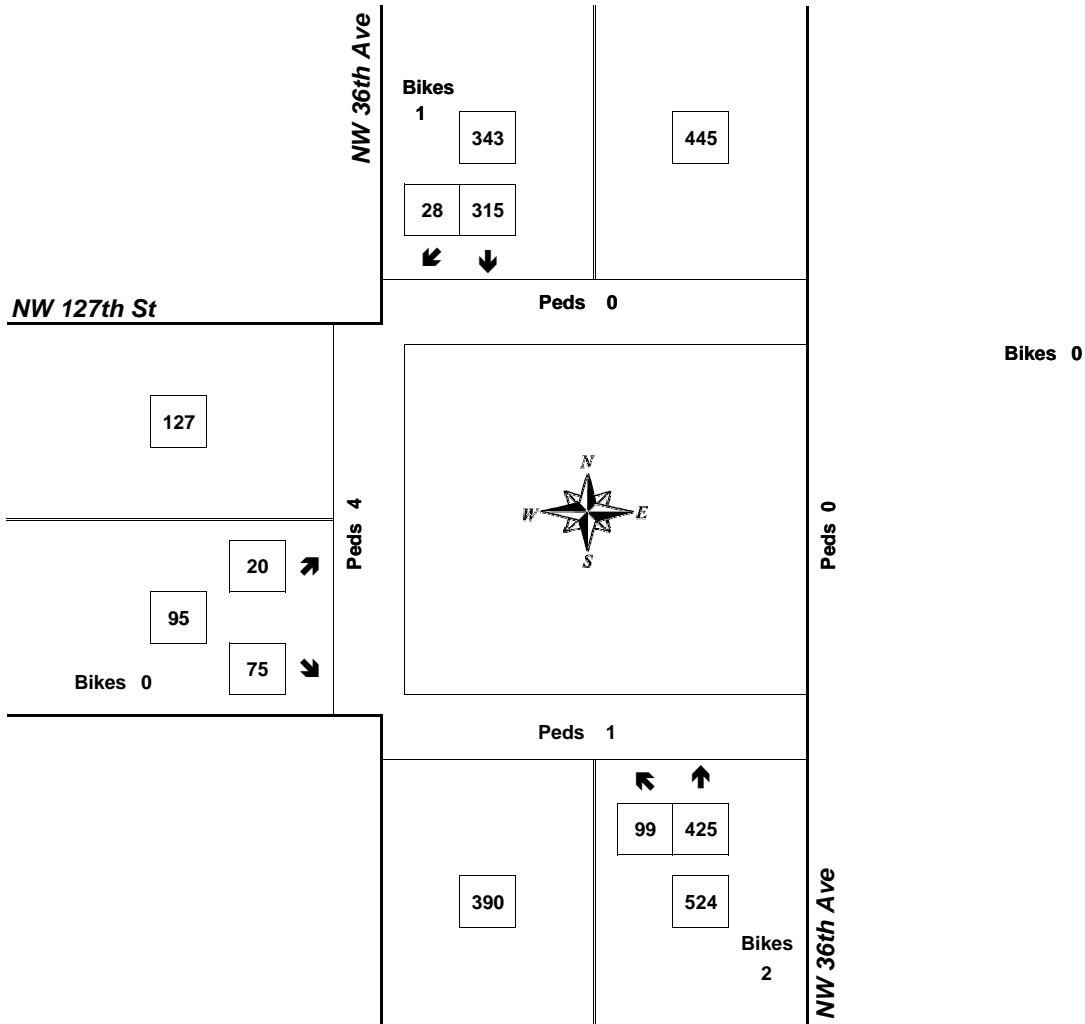 NW 36th Ave
Bikes
1
343
445
28 315
Peds 0
NW 127th St
Bikes 0
127
N
W E
S
Peds 4
Peds 0
20
95
75
Bikes 0
Peds 1
99 425
390
524
Bikes
2
NW 36th Ave